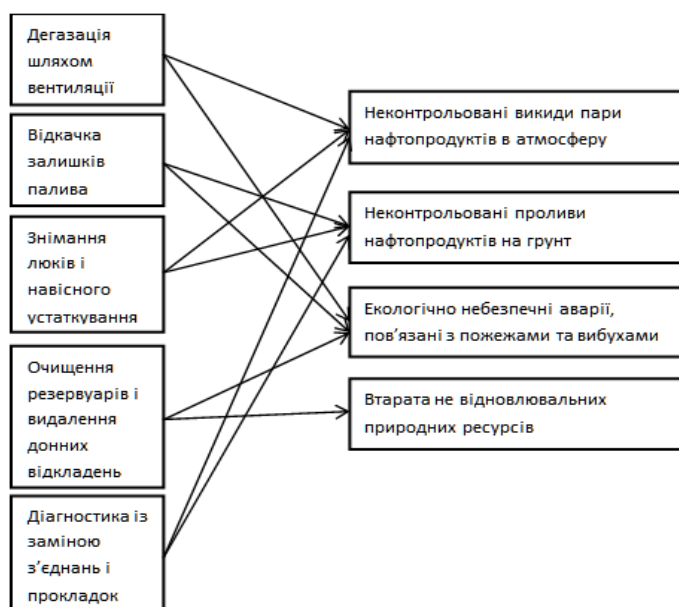 Дегазація
шляхом
вентиляції
Відкачка
залишків
палива
Знімання
люків і
навісного
устаткування
Очищення
резервуарів і
видалення
донних
відкладень
Діагностика із
заміною
з’єднань і
прокладок
Неконтрольовані викиди пари
нафтопродуктів в атмосферу
Неконтрольовані проливи
нафтопродуктів на грунт
Екологічно небезпечні аварії,
пов’язані з пожежами та вибухами
Втарата не відновлювальних
природних ресурсів